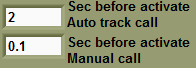 2 Sec before activate
Auto track call
0.1 Sec before activate
Manual call